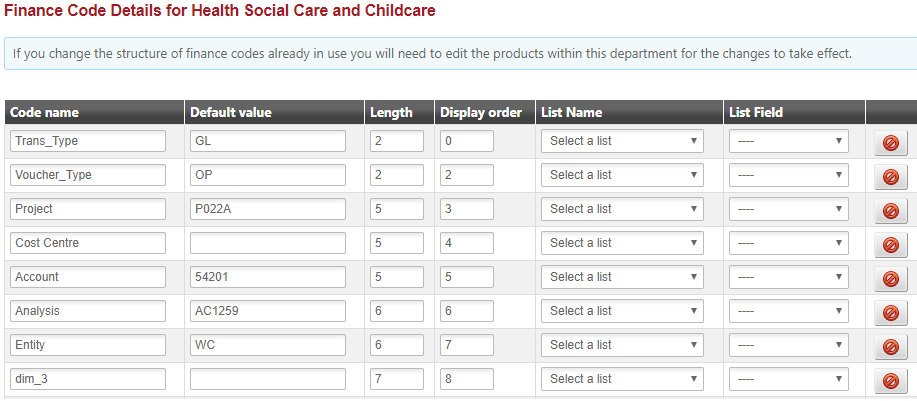 Finance Code Details for Health Social Care and Childcare
If you change the structure of finance codes already in use you will need to edit the products within this department for the changes to take effect.
Code name Default value Length Display order List Name List Field
Trans_Type GL 2 0 Select a list ----
Voucher_Type OP 2 2 Select a list ----
Project P022A 5 3 Select a list ----
Cost Centre 5 4 Select a list ----
Account 54201 5 5 Select a list ----
Analysis AC1259 6 6 Select a list ----
Entity WC 6 7 Select a list ----
dim_3 7 8 Select a list ----